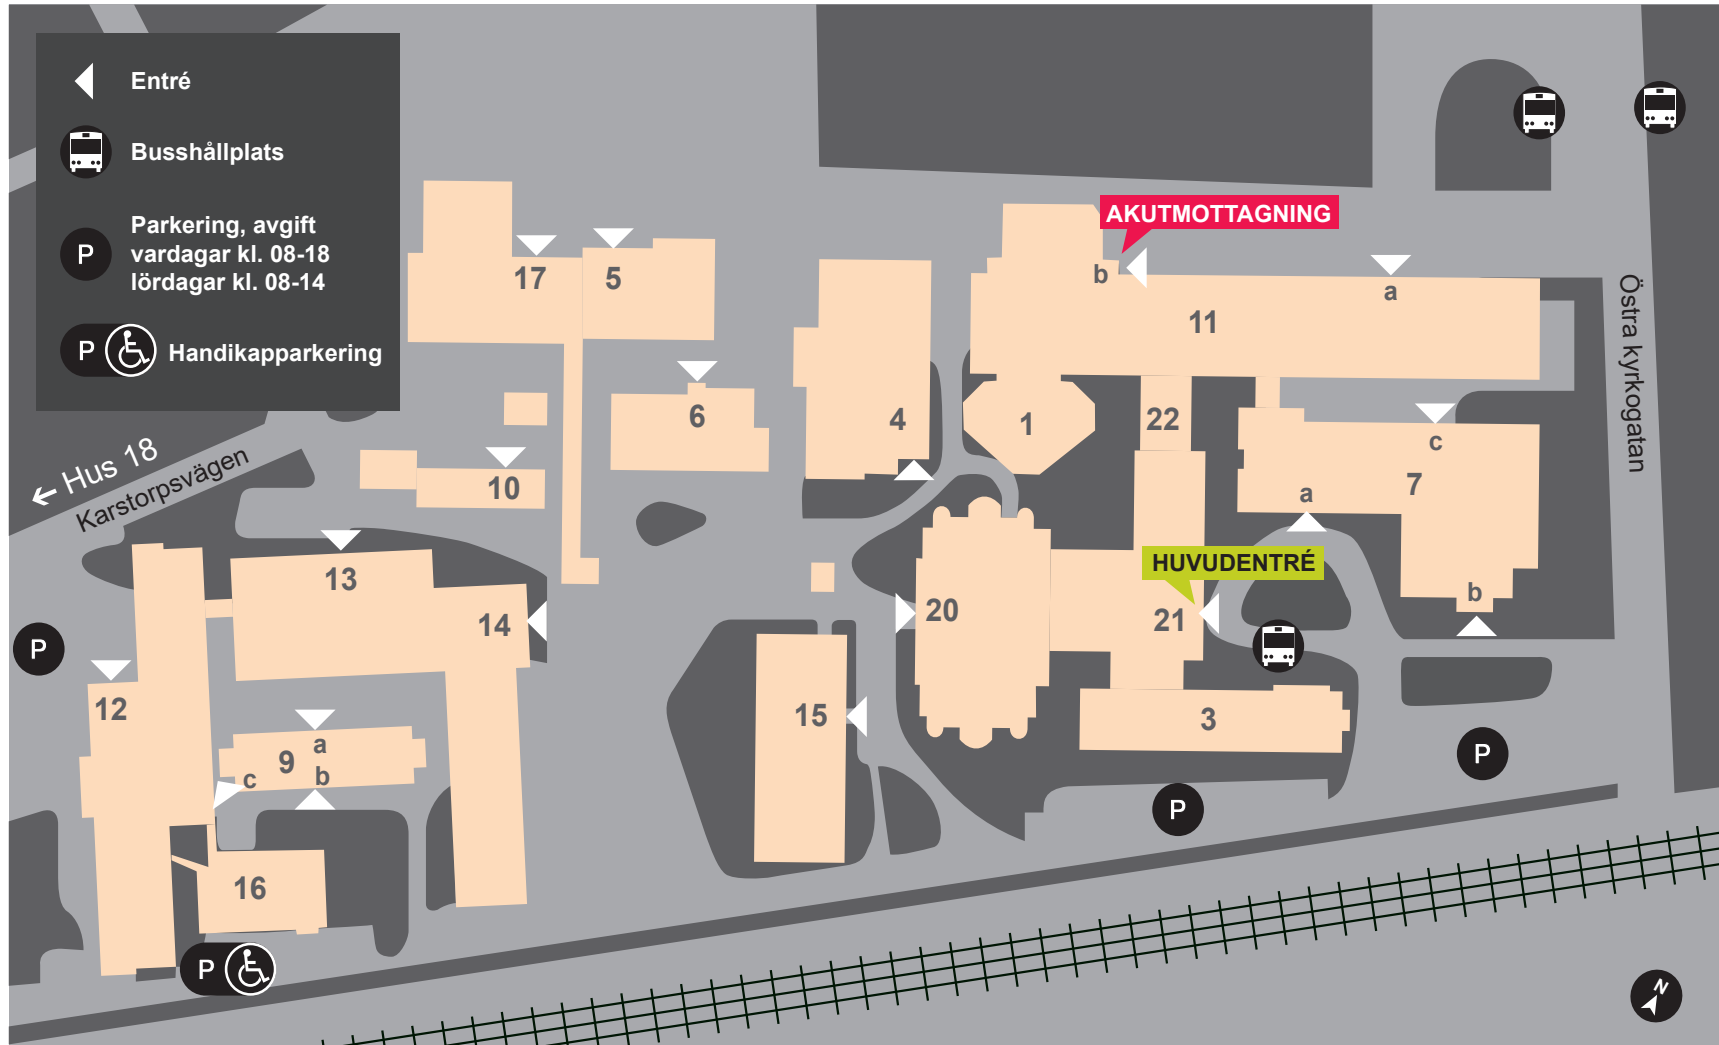 Entré
Busshållplats
P
Parkering, avgift
vardagar kl. 08-18
lördagar kl. 08-14
P
Handikapparkering
AKUTMOTTAGNING
b
a
17
5
11
Östra kyrkogatan
6
4
1
22
c
7
a
← Hus 18
Karstorpsvägen
10
HUVUDENTRÉ
13
b
20
21
14
P
12
15
3
a
9
b
c
P
P
16
P
N